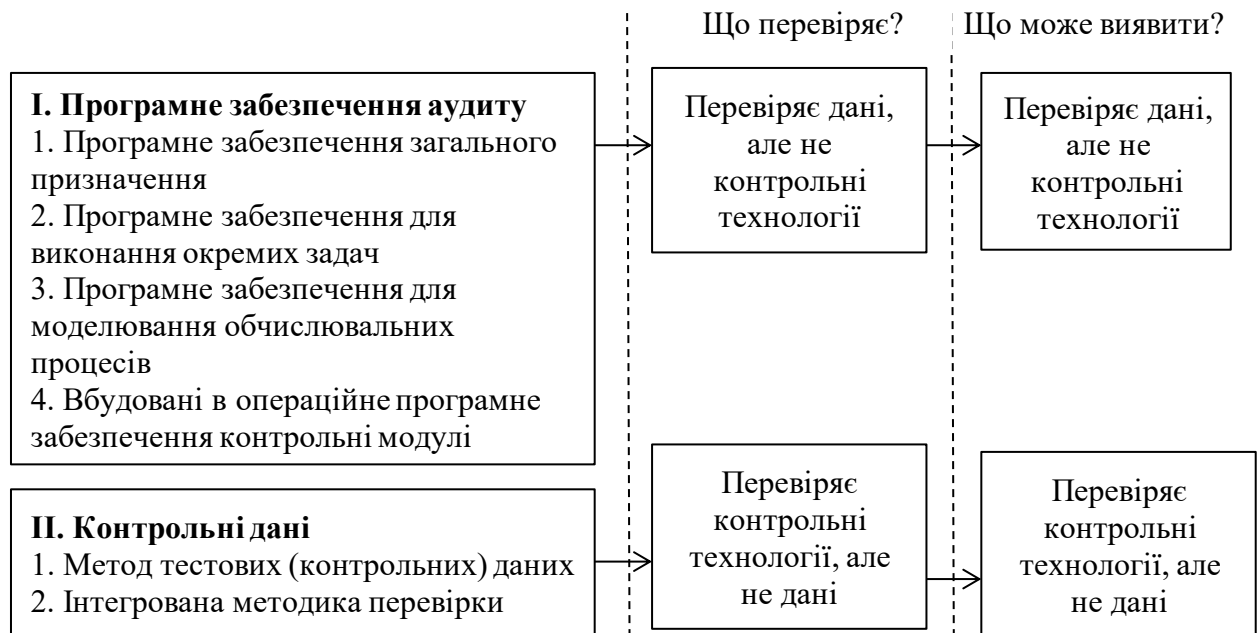 Що перевіряє?
Що може виявити?
І. Програмне забезпечення аудиту
1. Програмне забезпечення загального
призначення
2. Програмне забезпечення для
виконання окремих задач
3. Програмне забезпечення для
моделювання обчислювальних
процесів
4. Вбудовані в операційне програмне
забезпечення контрольні модулі
Перевіряє дані,
але не
контрольні
технології
Перевіряє дані,
але не
контрольні
технології
ІІ. Контрольні дані
1. Метод тестових (контрольних) даних
2. Інтегрована методика перевірки
Перевіряє
контрольні
технології, але
не дані
Перевіряє
контрольні
технології, але
не дані